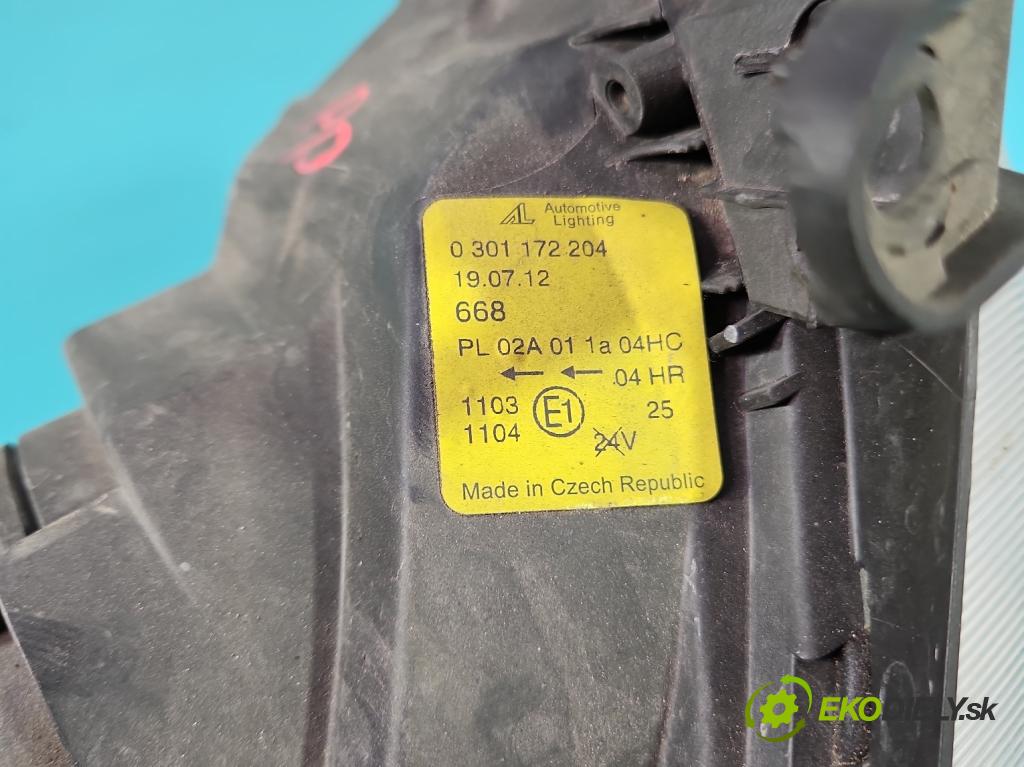 AL Automotive
Lighting
0 301 172 204
19.07.12
668
PL 02A 01 1a 04HC
← ← .04 HR
1103 E1 25
1104 24V
Made in Czech Republic
EKODIELY.sk